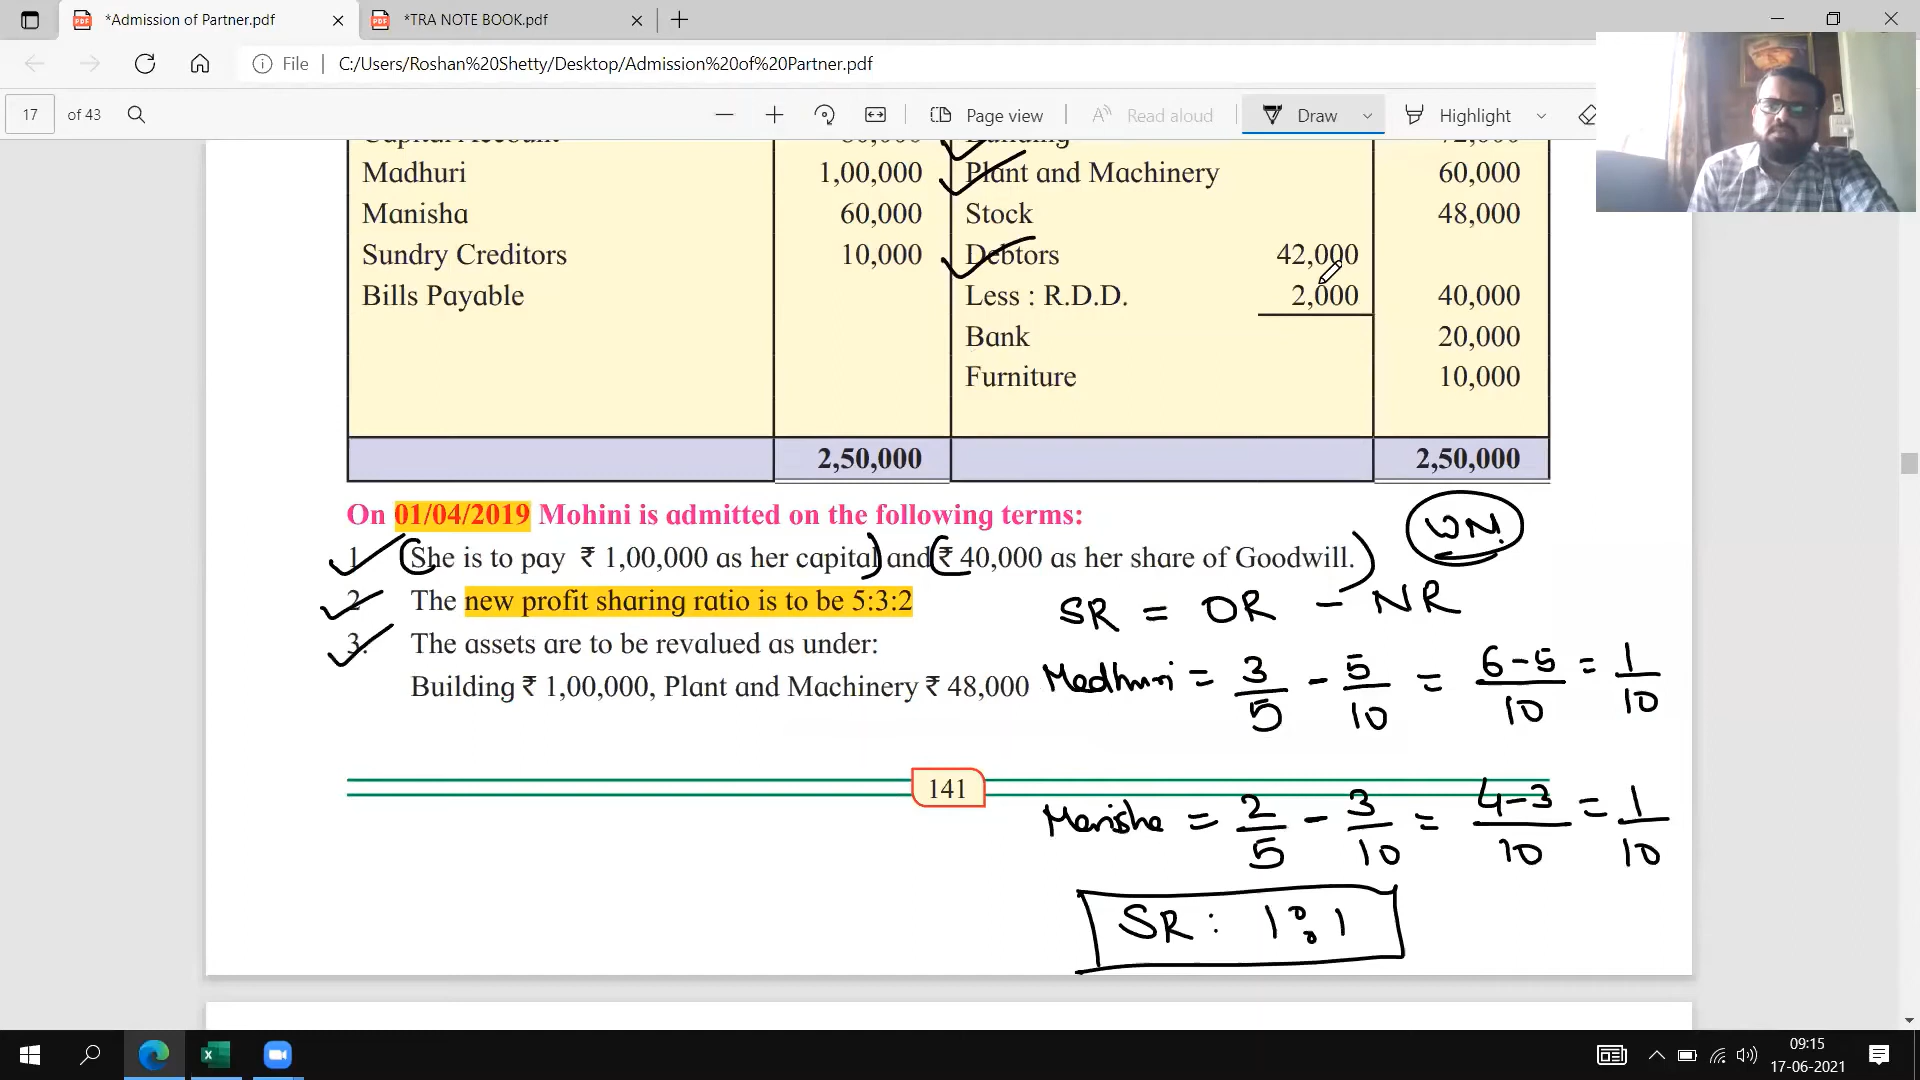 *Admission of Partner.pdf
*TRA NOTE BOOK.pdf
File C:/Users/Roshan%20Shetty/Desktop/Admission%20of%20Partner.pdf
17 of 43 Page view Read aloud Draw Highlight
Capital Account 80,000 Building 72,000
Madhuri 1,00,000 Plant and Machinery 60,000
Manisha 60,000 Stock 48,000
Sundry Creditors 10,000 Debtors 42,000
Bills Payable Less : R.D.D. 2,000 40,000
Bank 20,000
Furniture 10,000
2,50,000 2,50,000
On 01/04/2019 Mohini is admitted on the following terms:
WN!
1. She is to pay ₹ 1,00,000 as her capital and ₹ 40,000 as her share of Goodwill.
2. The new profit sharing ratio is to be 5:3:2
SR = OR - NR
3. The assets are to be revalued as under:
Building ₹ 1,00,000, Plant and Machinery ₹ 48,000
Madhuri = 3/5 - 5/10 = 6-5/10 = 1/10
141
Manisha = 2/5 - 3/10 = 4-3/10 = 1/10
SR : 1:1
09:15
17-06-2021